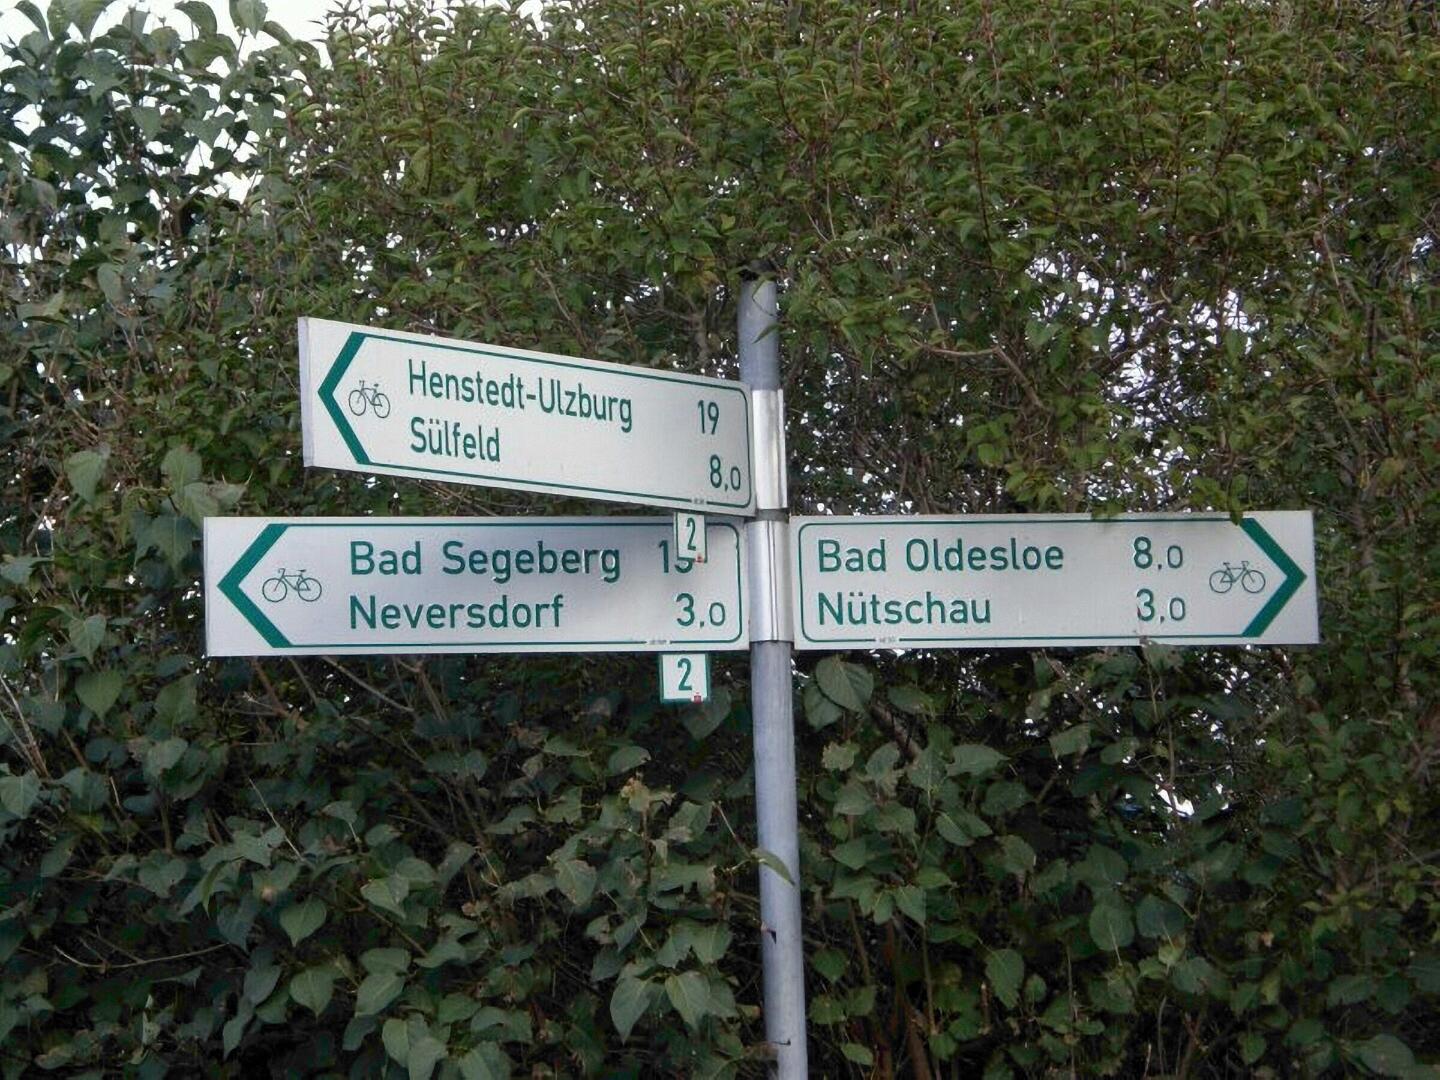 Henstedt-Ulzburg 19
Sülfeld 8,0
2
Bad Segeberg
Neversdorf 3,0
2
Bad Oldesloe 8,0
Nütschau 3,0